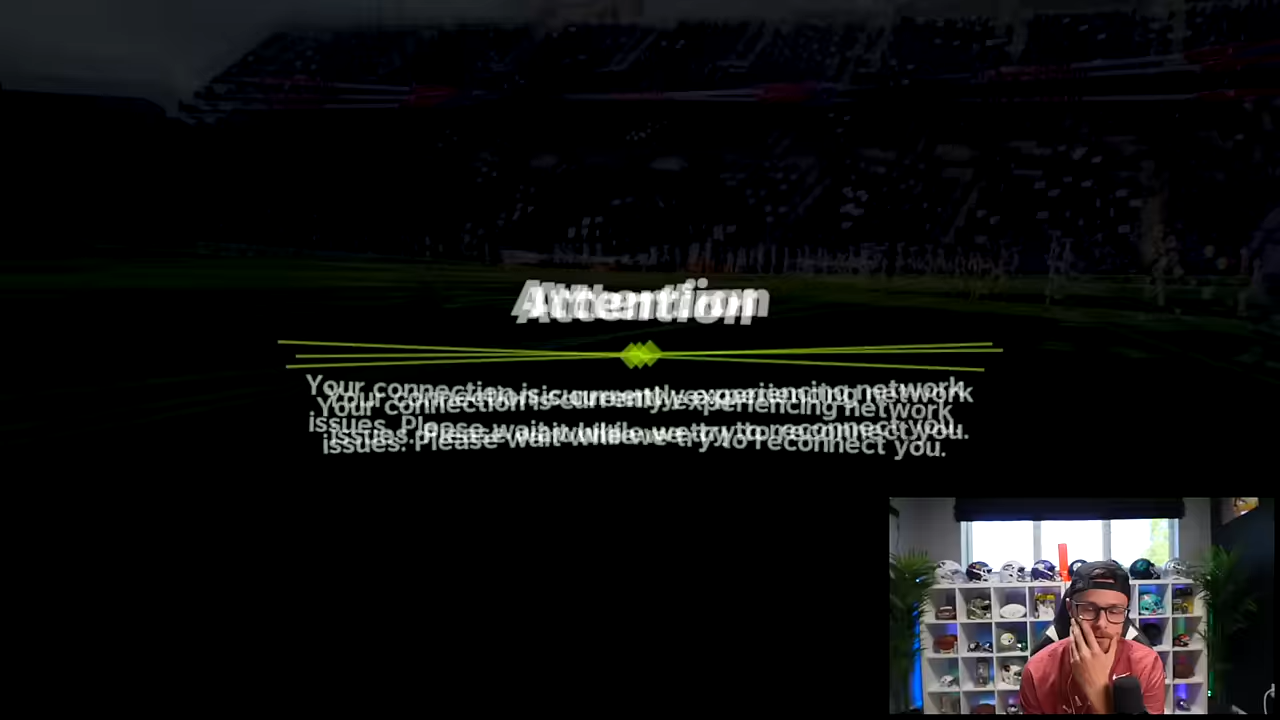 Attention
Your connection is currently experiencing network
issues. Please wait while we try to reconnect you.